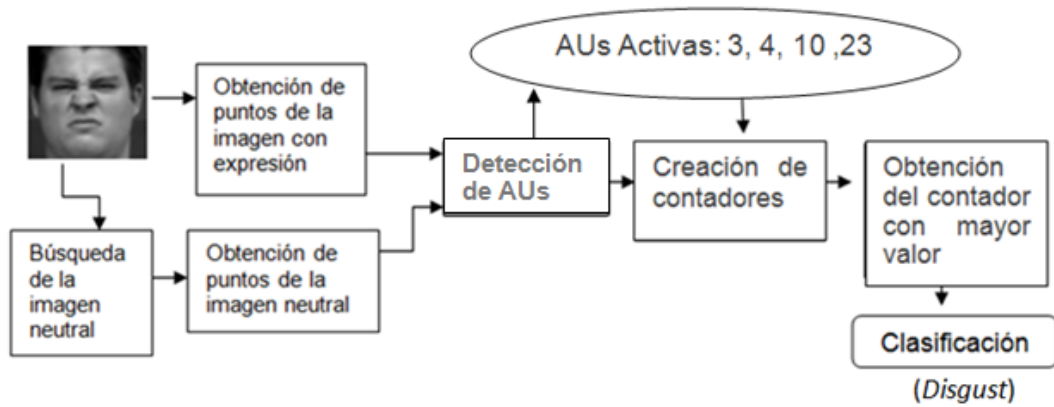 AUs Activas: 3, 4, 10 ,23
Obtención de
puntos de la
imagen con
expresión
Detección
de AUs
Creación de
contadores
Obtención
del contador
con mayor
valor
Búsqueda
de la
imagen
neutral
Obtención de
puntos de la
imagen neutral
Clasificación
(Disgust)